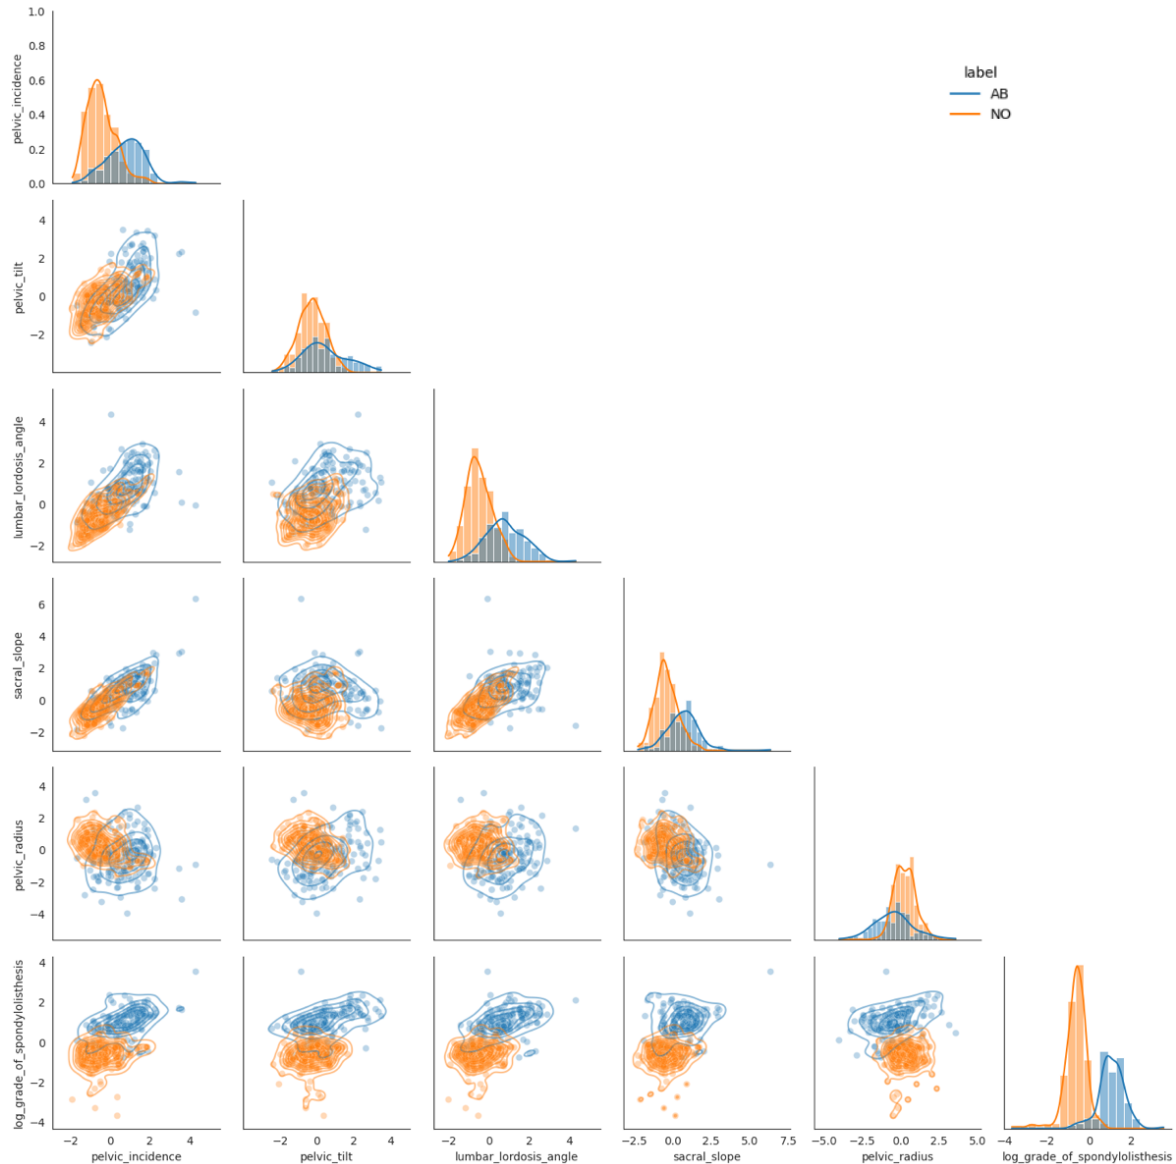 1.0
0.8
0.6
0.4
0.2
0.0
pelvic_incidence
label
AB
NO
4
2
0
−2
pelvic_tilt
4
2
0
−2
lumbar_lordosis_angle
6
4
2
0
−2
sacral_slope
4
2
0
−2
−4
pelvic_radius
4
2
0
−2
−4
log_grade_of_spondylolisthesis
−2 0 2 4
−2 0 2 4
−2 0 2 4
−2.5 0.0 2.5 5.0 7.5
−5.0 −2.5 0.0 2.5 5.0
−4 −2 0 2
pelvic_incidence
pelvic_tilt
lumbar_lordosis_angle
sacral_slope
pelvic_radius
log_grade_of_spondylolisthesis